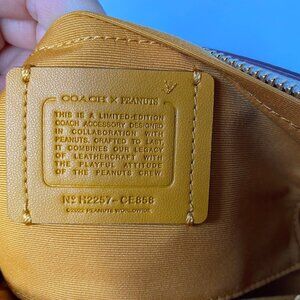 COACH × PEANUTS
THIS IS A LIMITED-EDITION
COACH ACCESSORY DESIGNED
IN COLLABORATION WITH
PEANUTS. CRAFTED TO LAST,
IT COMBINES OUR LEGACY
OF LEATHERCRAFT WITH
THE PLAYFUL ATTITUDE
OF THE PEANUTS CREW.
Nº H2257-CE858
©2022 PEANUTS WORLDWIDE